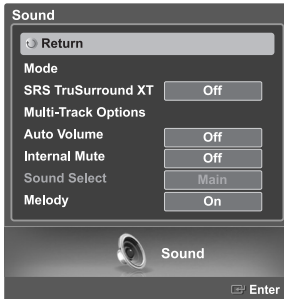 Sound
Return
Mode
SRS TruSurround XT Off
Multi-Track Options
Auto Volume Off
Internal Mute Off
Sound Select Main
Melody On
Sound
Enter